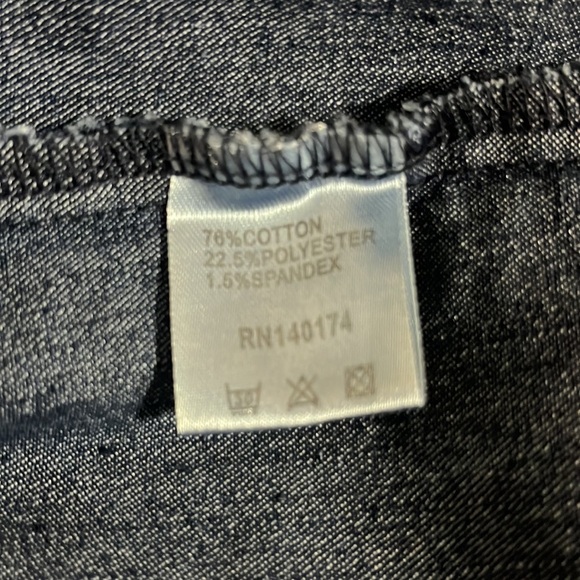 76%COTTON
22.5%POLYESTER
1.5%SPANDEX
RN140174
30